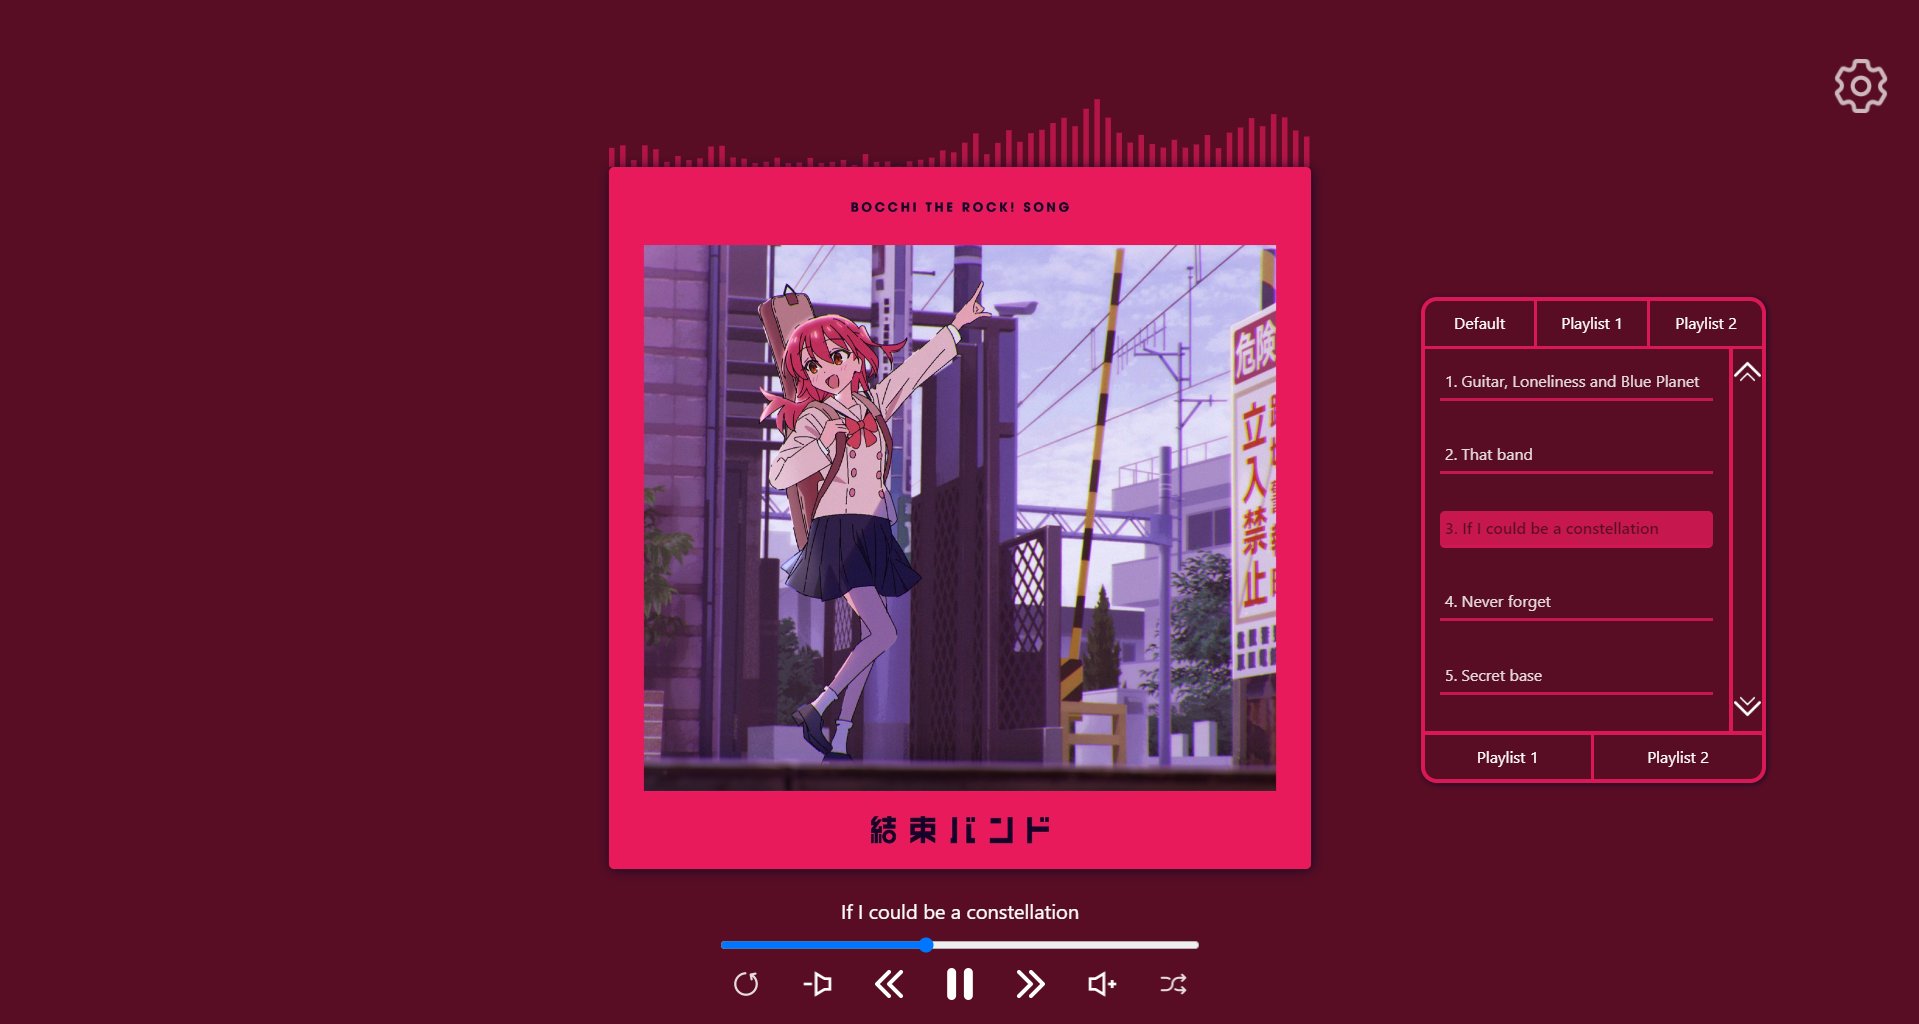 BOCCHI THE ROCK! SONG
危険
立入禁止
結束バンド
If I could be a constellation
Default
Playlist 1
Playlist 2
1. Guitar, Loneliness and Blue Planet
2. That band
3. If I could be a constellation
4. Never forget
5. Secret base
Playlist 1
Playlist 2